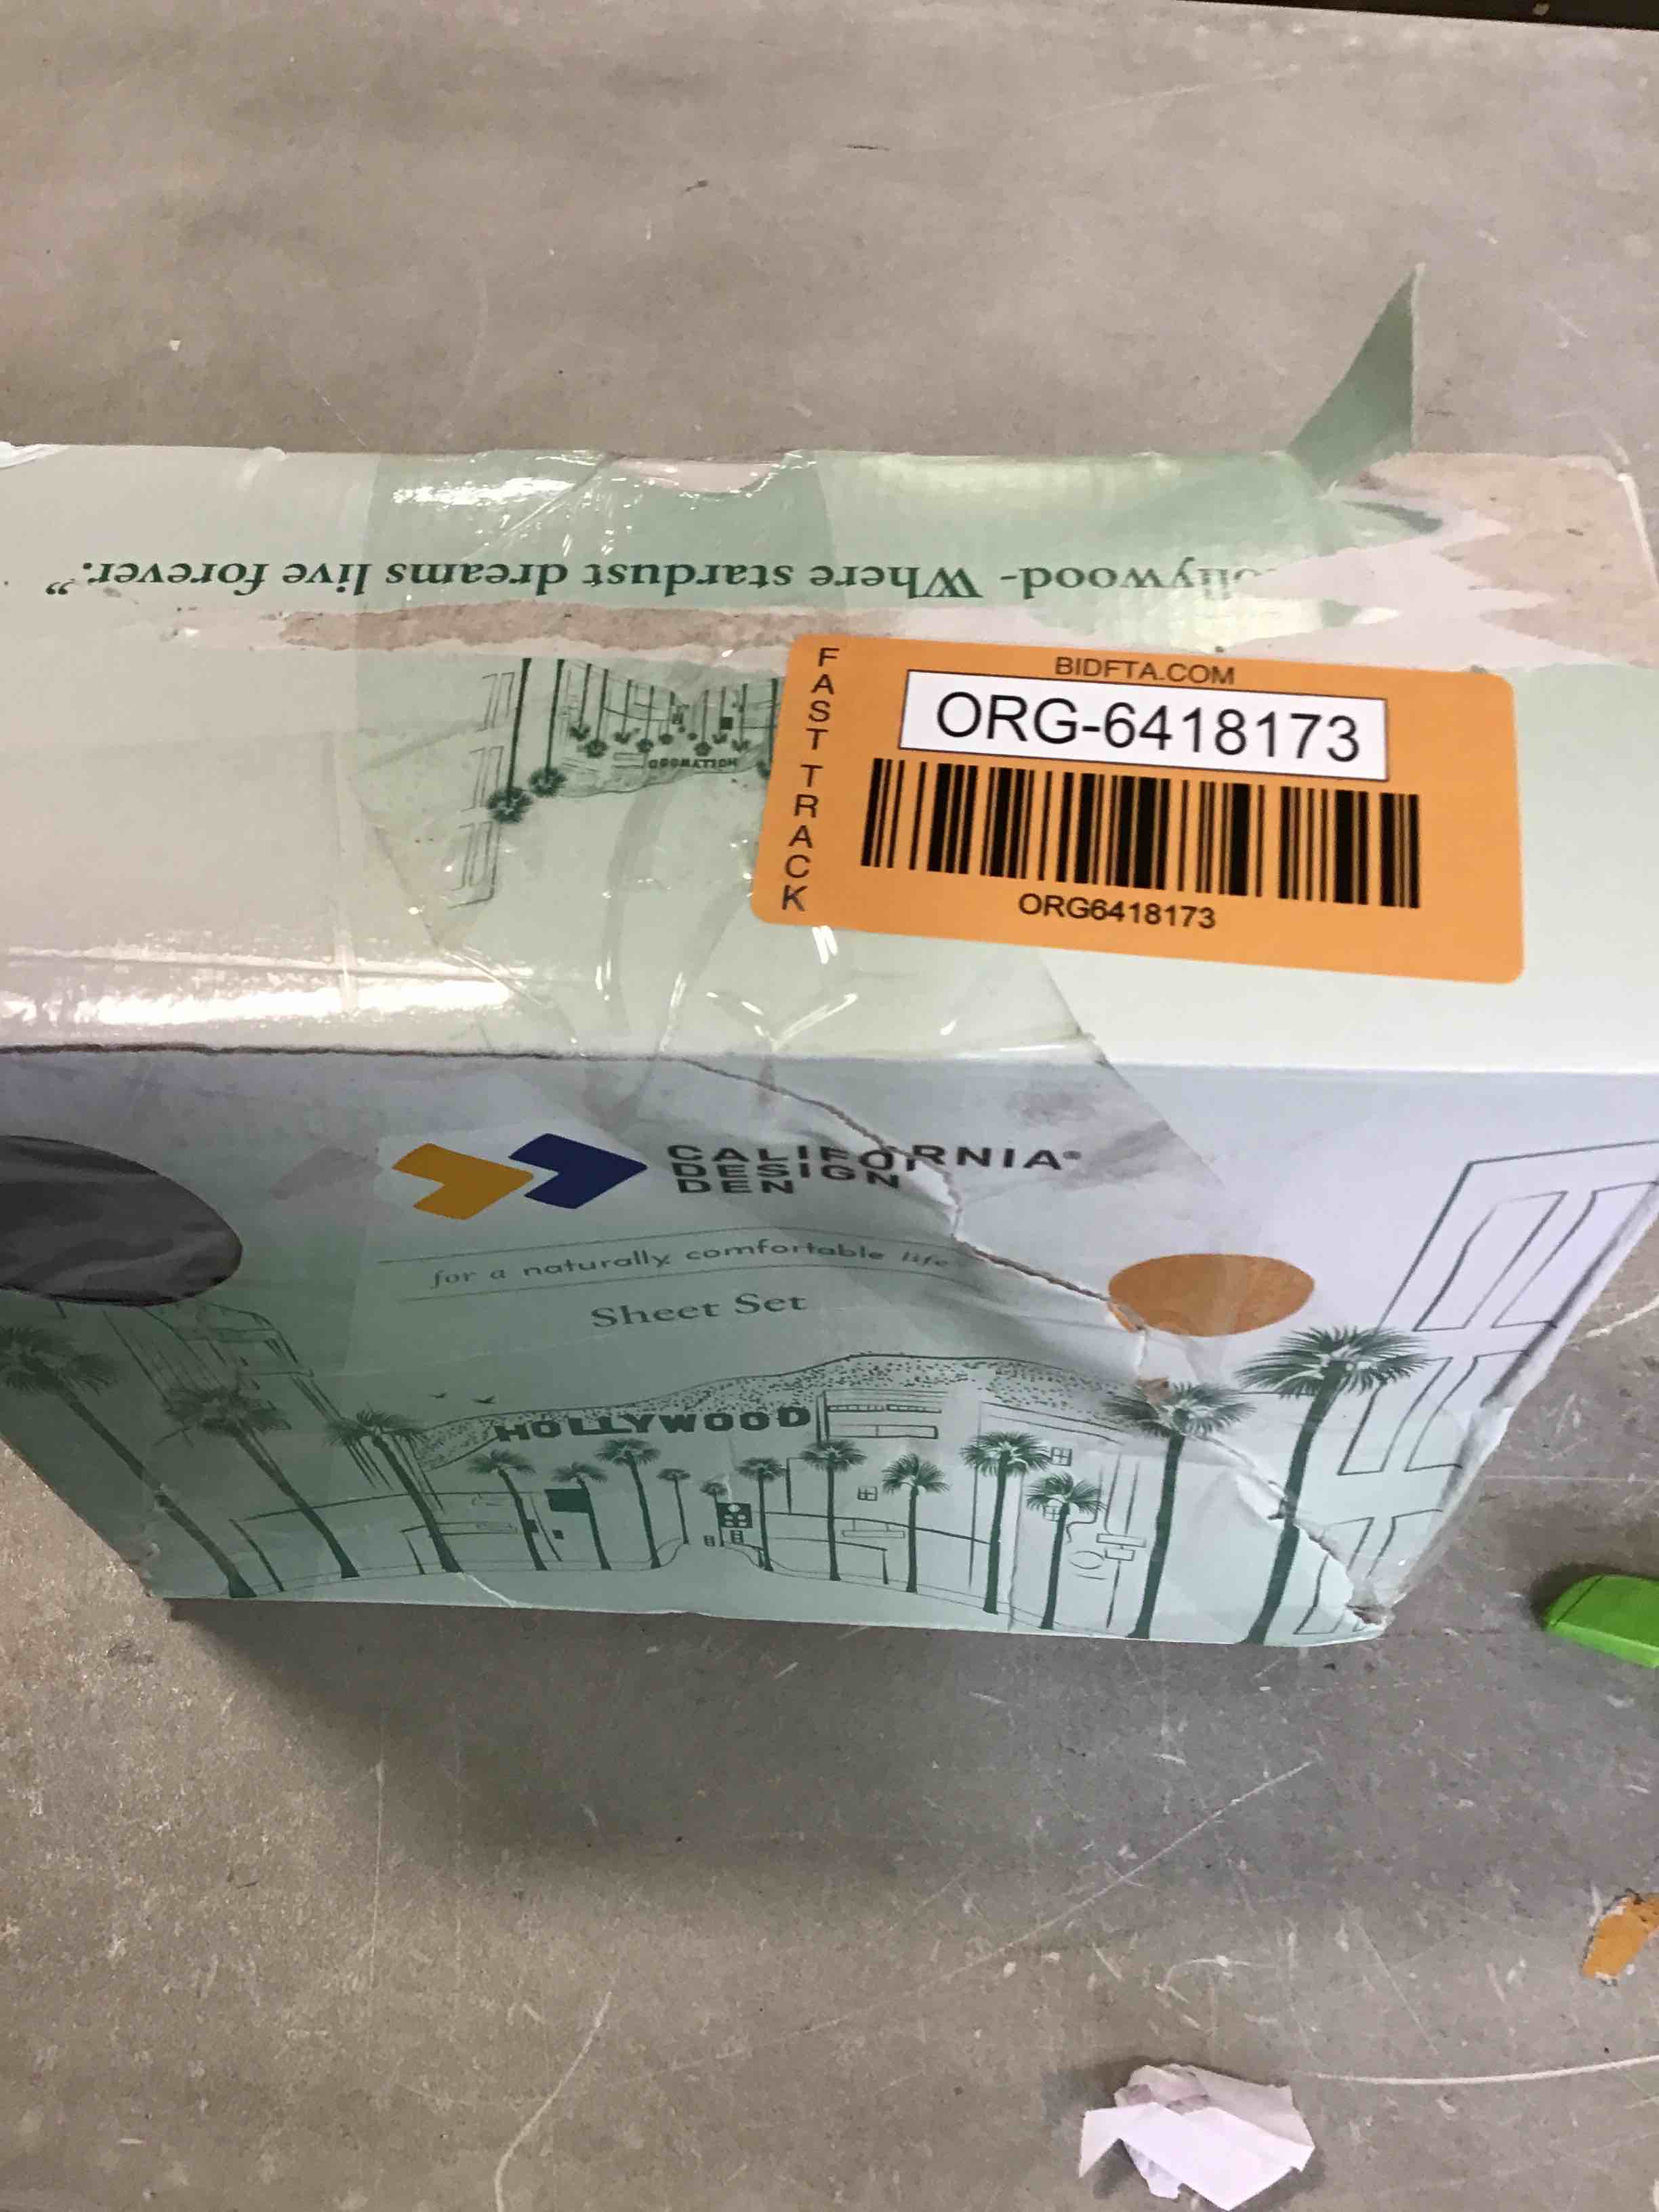 Where stardust dreams live forever."
HOLLYWOOD
FAST TRACK
BIDFTA.COM
ORG-6418173
ORG6418173
CALIFORNIA®
DESIGN
DEN
for a naturally comfortable life
Sheet Set
HOLLYWOOD